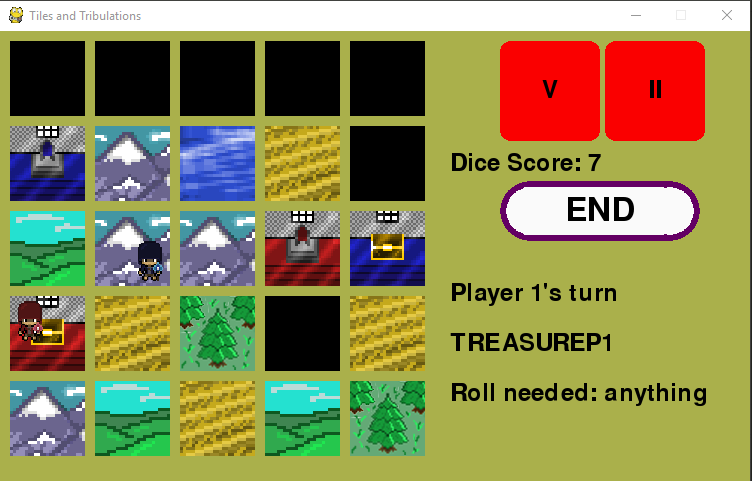 Tiles and Tribulations
V II
Dice Score: 7
END
Player 1's turn
TREASUREP1
Roll needed: anything